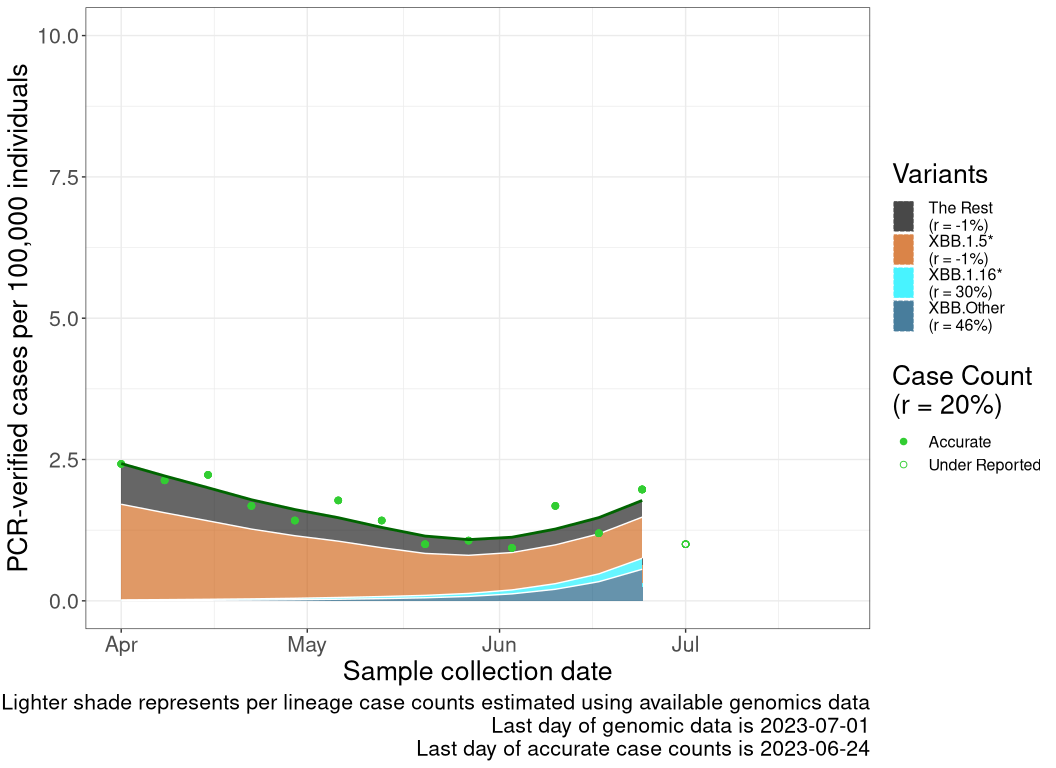 PCR-verified cases per 100,000 individuals
10.0
7.5
5.0
2.5
0.0
Apr
May
Jun
Jul
Sample collection date
Lighter shade represents per lineage case counts estimated using available genomics data
Last day of genomic data is 2023-07-01
Last day of accurate case counts is 2023-06-24
Variants
The Rest
(r = -1%)
XBB.1.5*
(r = -1%)
XBB.1.16*
(r = 30%)
XBB.Other
(r = 46%)
Case Count
(r = 20%)
Accurate
Under Reported